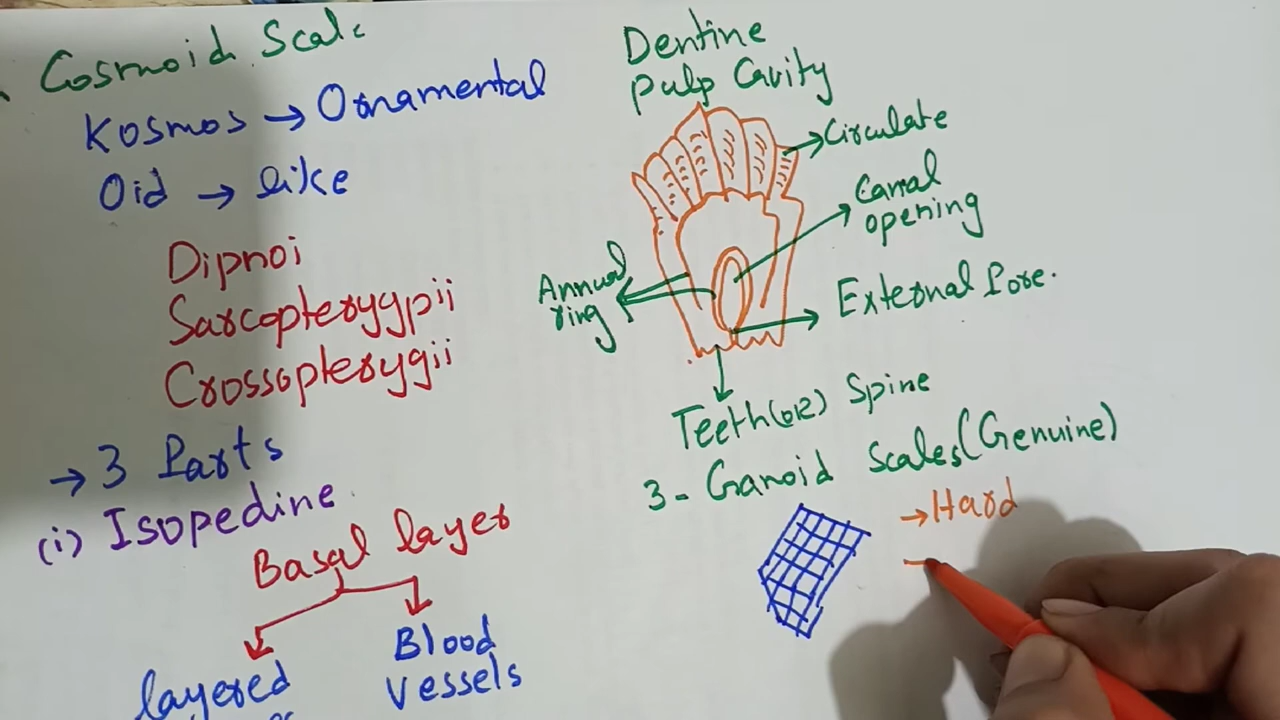 Cosmoid Scale
Kosmos → Ornamental
Oid → like
Dipnoi
Sarcopterygpii
Crossopterygii
→ 3 Parts
(i) Isopedine
Basal layer
layered
Blood
Vessels
Dentine
Pulp Cavity
→ Circulate
Canal
opening
Annual
ring
External Pore.
Teeth(or) Spine
3 - Ganoid Scales(Genuine)
→ Hard